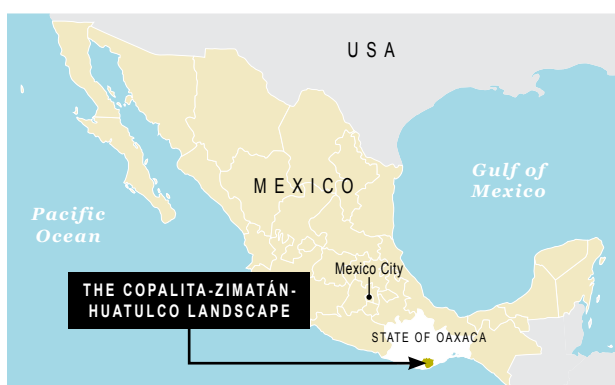 USA
MEXICO
Gulf of
Mexico
Pacific
Ocean
Mexico City
THE COPALITA-ZIMATÁN-
HUATULCO LANDSCAPE
STATE OF OAXACA